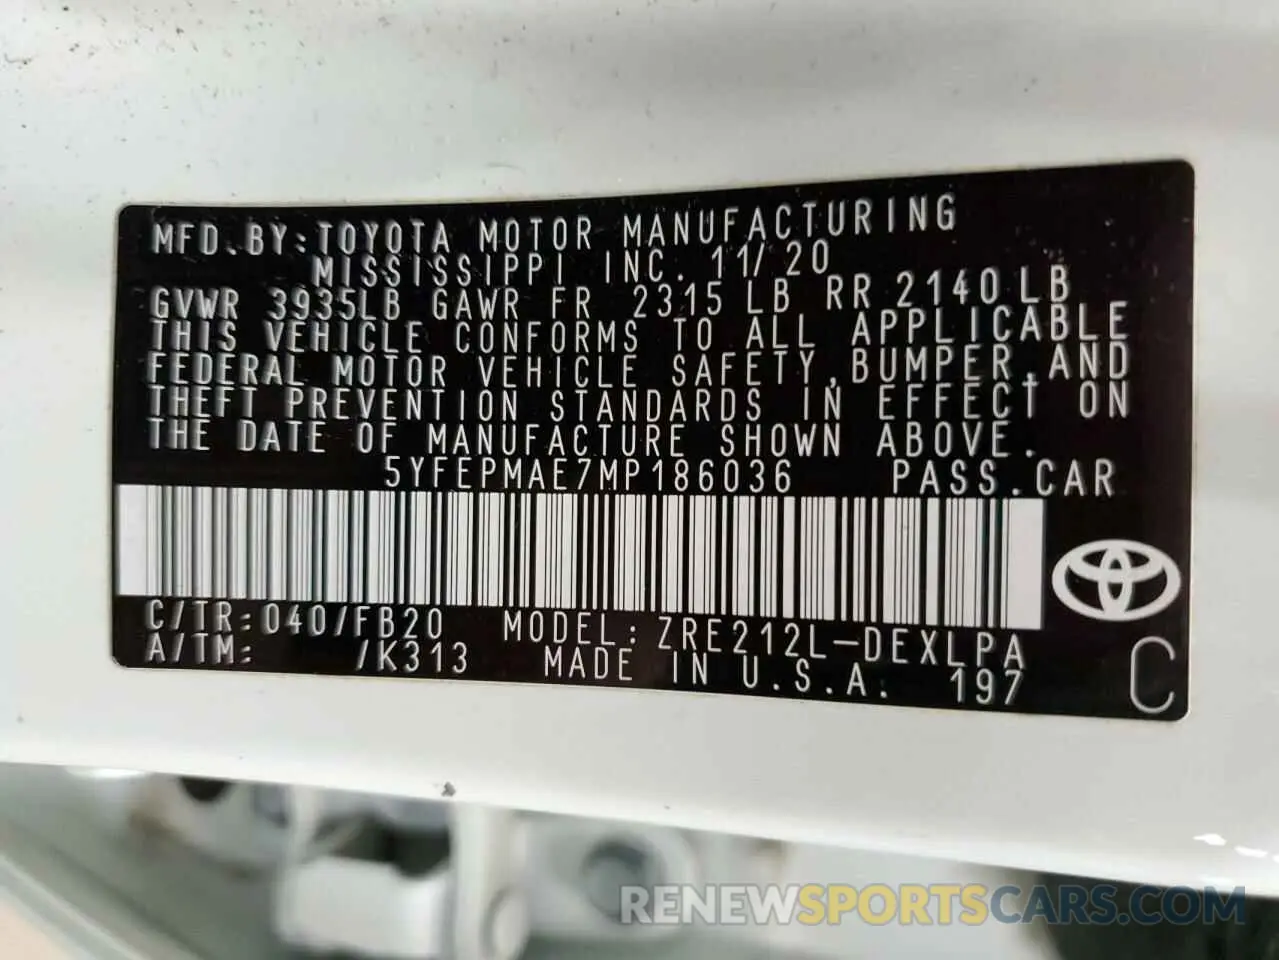 MFD.BY:TOYOTA MOTOR MANUFACTURING
MISSISSIPPI INC. 11/20
GVWR 3935LB GAWR FR 2315 LB RR 2140 LB
THIS VEHICLE CONFORMS TO ALL APPLICABLE
FEDERAL MOTOR VEHICLE SAFETY,BUMPER,AND
THEFT PREVENTION STANDARDS IN EFFECT ON
THE DATE OF MANUFACTURE SHOWN ABOVE.
5YFEPMAE7MP186036 PASS.CAR
C/TR:040/FB20 MODEL:ZRE212L-DEXLPA
A/TM: /K313 MADE IN U.S.A. 197
C
RENEWSPORTSCARS.COM